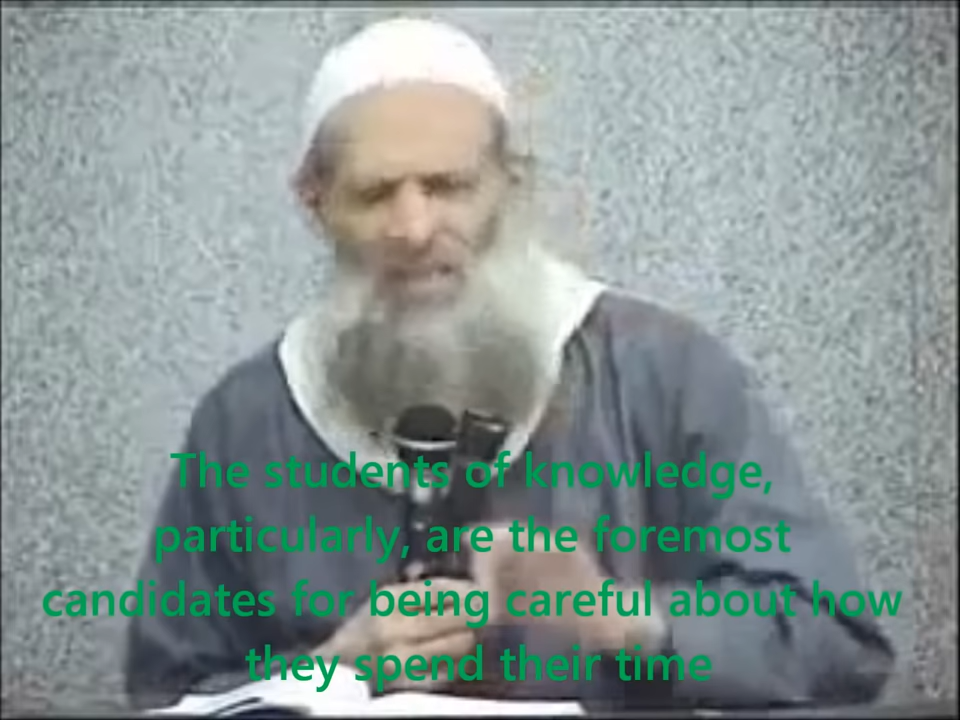 The students of knowledge,
particularly, are the foremost
candidates for being careful about how
they spend their time